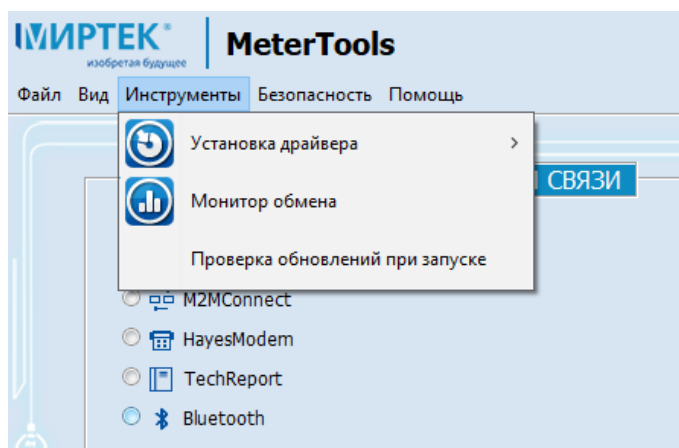 МИРТЕК
изобретая будущее
MeterTools
Файл Вид Инструменты Безопасность Помощь
Установка драйвера
СВЯЗИ
Монитор обмена
Проверка обновлений при запуске
M2MConnect
HayesModem
TechReport
Bluetooth